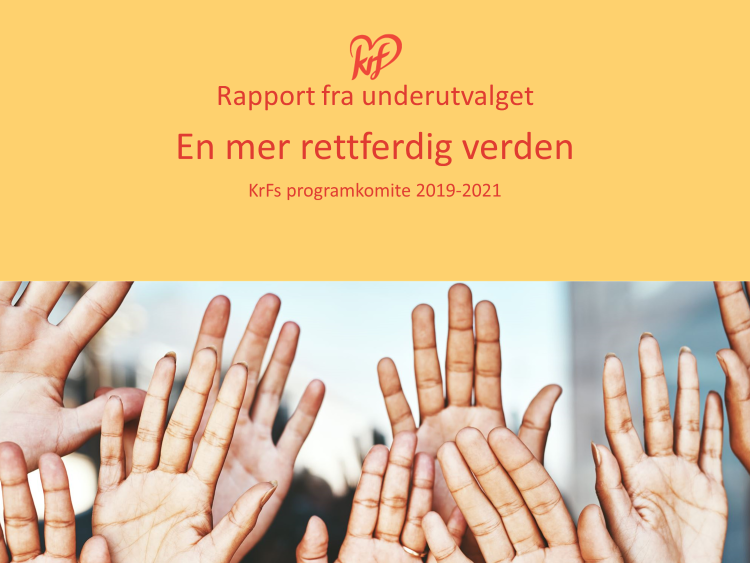 krf
Rapport fra underutvalget
En mer rettferdig verden
KrFs programkomite 2019-2021